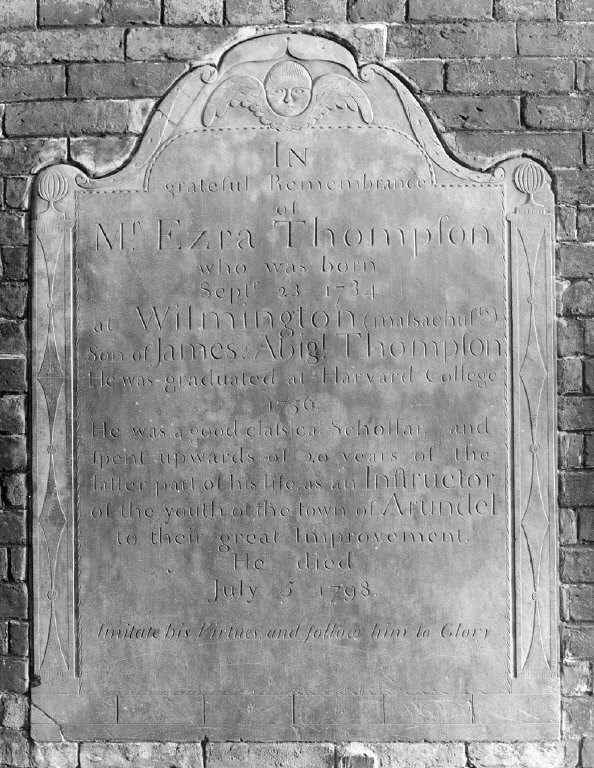 IN
grateful Remembrance
of
Mr. Ezra Thompſon
who was born
Septr. 23 1734
at Wilmington (maſsachuſts.)
Son of James & Abigl. Thompſon
He was graduated at Harvard College
1756.
He was a good claſsical Schollar, and
ſpent upwards of 20 years of the
latter part of his life, as an Inſtructor
of the youth of the town of Arundel
to their great Improvement.
He died
July 5 1798.
Imitate his Virtues and follow him to Glory